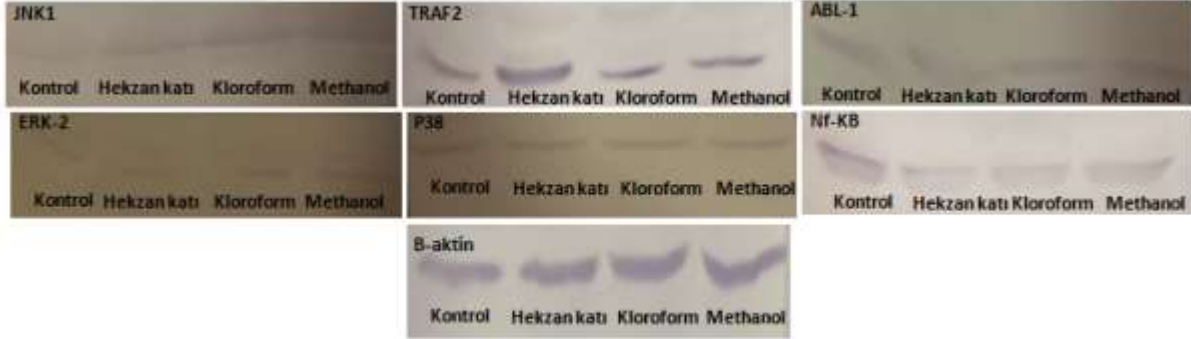 JNK1
Kontrol Hekzan katı Kloroform Methanol
TRAF2
Kontrol Hekzan katı Kloroform Methanol
ABL-1
Kontrol Hekzan katı Kloroform Methanol
ERK-2
Kontrol Hekzan katı Kloroform Methanol
P38
Kontrol Hekzan katı Kloroform Methanol
Nf-KB
Kontrol Hekzan katı Kloroform Methanol
B-aktin
Kontrol Hekzan katı Kloroform Methanol